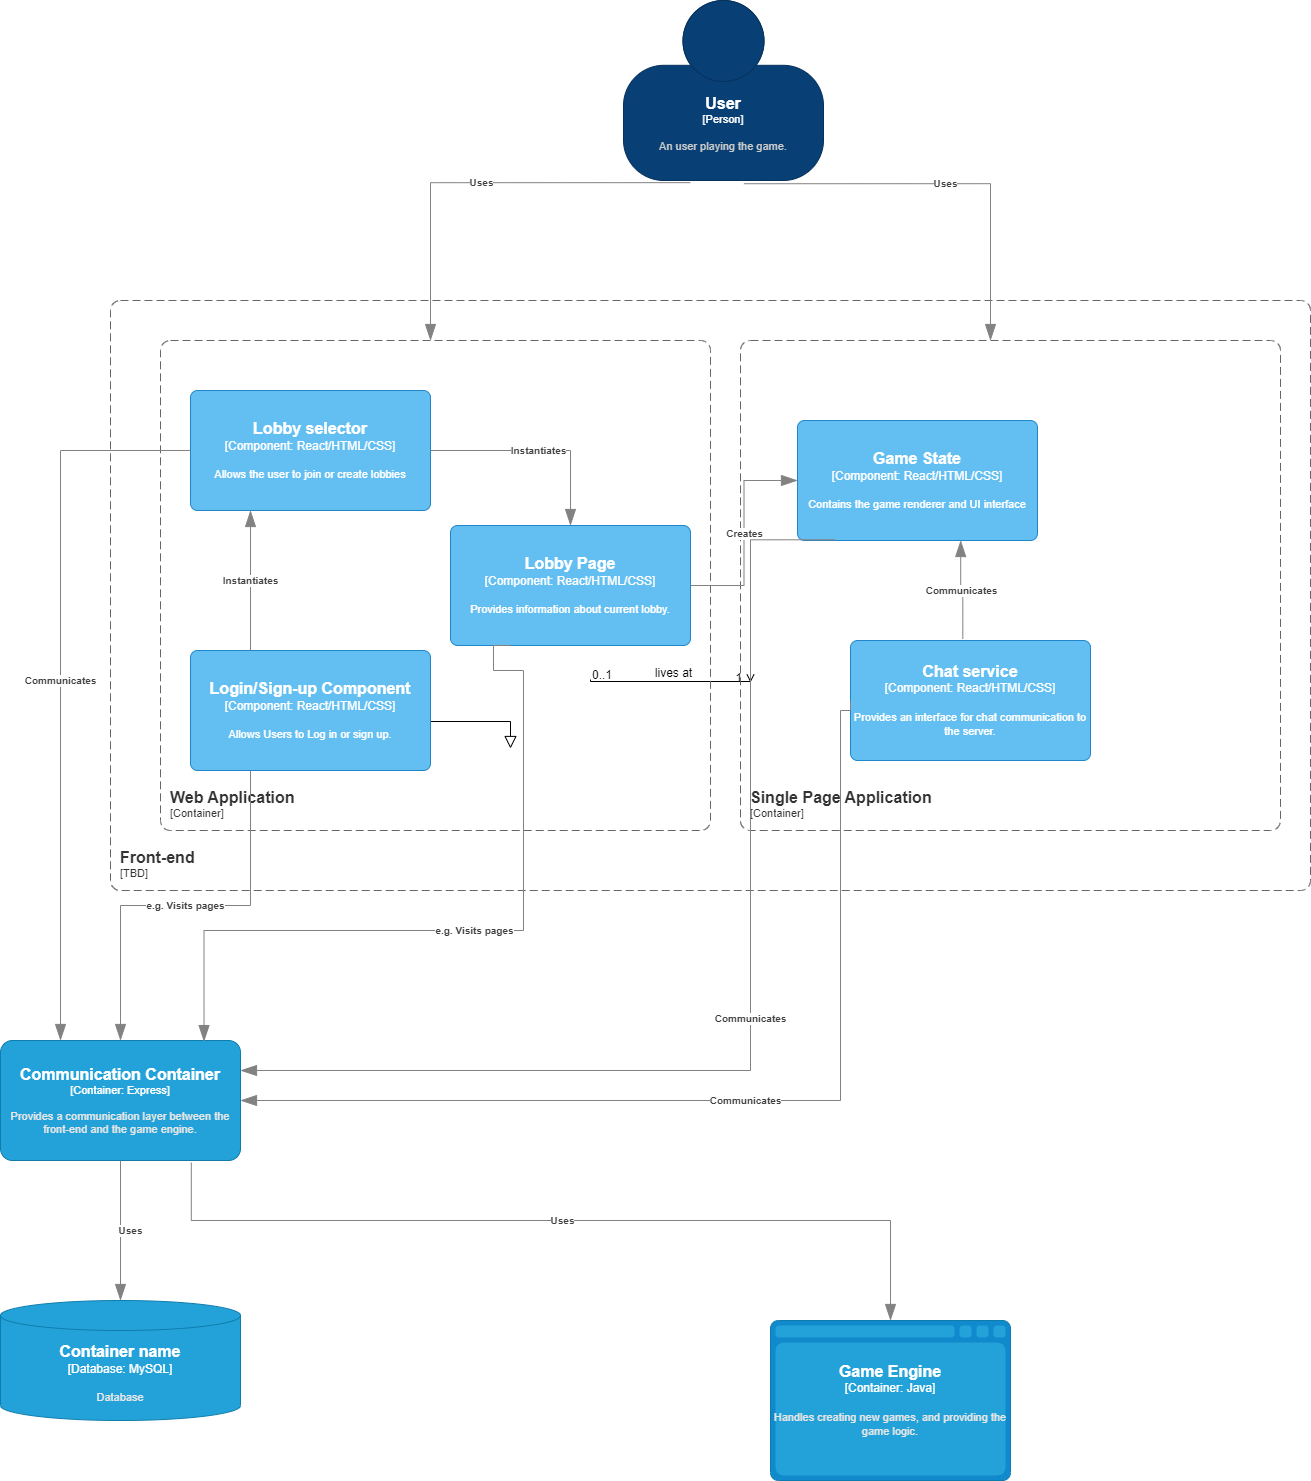 User
[Person]
An user playing the game.
Uses
Uses
Lobby selector
[Component: React/HTML/CSS]
Allows the user to join or create lobbies
Instantiates
Game State
[Component: React/HTML/CSS]
Contains the game renderer and UI interface
Creates
Lobby Page
[Component: React/HTML/CSS]
Provides information about current lobby.
Instantiates
Communicates
Communicates
Login/Sign-up Component
[Component: React/HTML/CSS]
Allows Users to Log in or sign up.
0..1
lives at
1
Chat service
[Component: React/HTML/CSS]
Provides an interface for chat communication to
the server.
Web Application
[Container]
Single Page Application
[Container]
Front-end
[TBD]
e.g. Visits pages
e.g. Visits pages
Communicates
Communicates
Communication Container
[Container: Express]
Provides a communication layer between the
front-end and the game engine.
Uses
Uses
Container name
[Database: MySQL]
Database
Game Engine
[Container: Java]
Handles creating new games, and providing the
game logic.